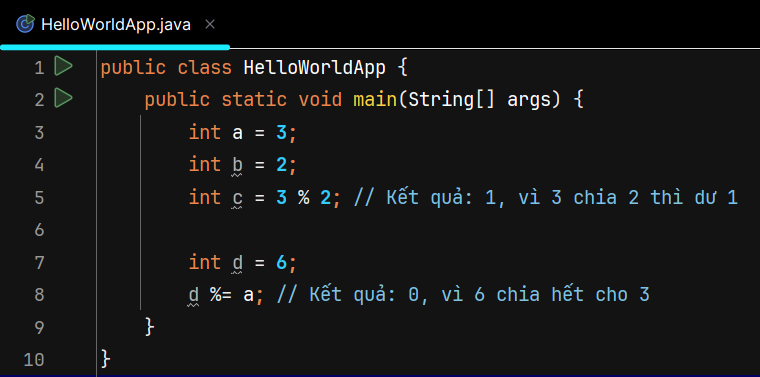 HelloWorldApp.java ×
1 public class HelloWorldApp {
2 public static void main(String[] args) {
3 int a = 3;
4 int b = 2;
5 int c = 3 % 2; // Kết quả: 1, vì 3 chia 2 thì dư 1
6
7 int d = 6;
8 d %= a; // Kết quả: 0, vì 6 chia hết cho 3
9 }
10 }